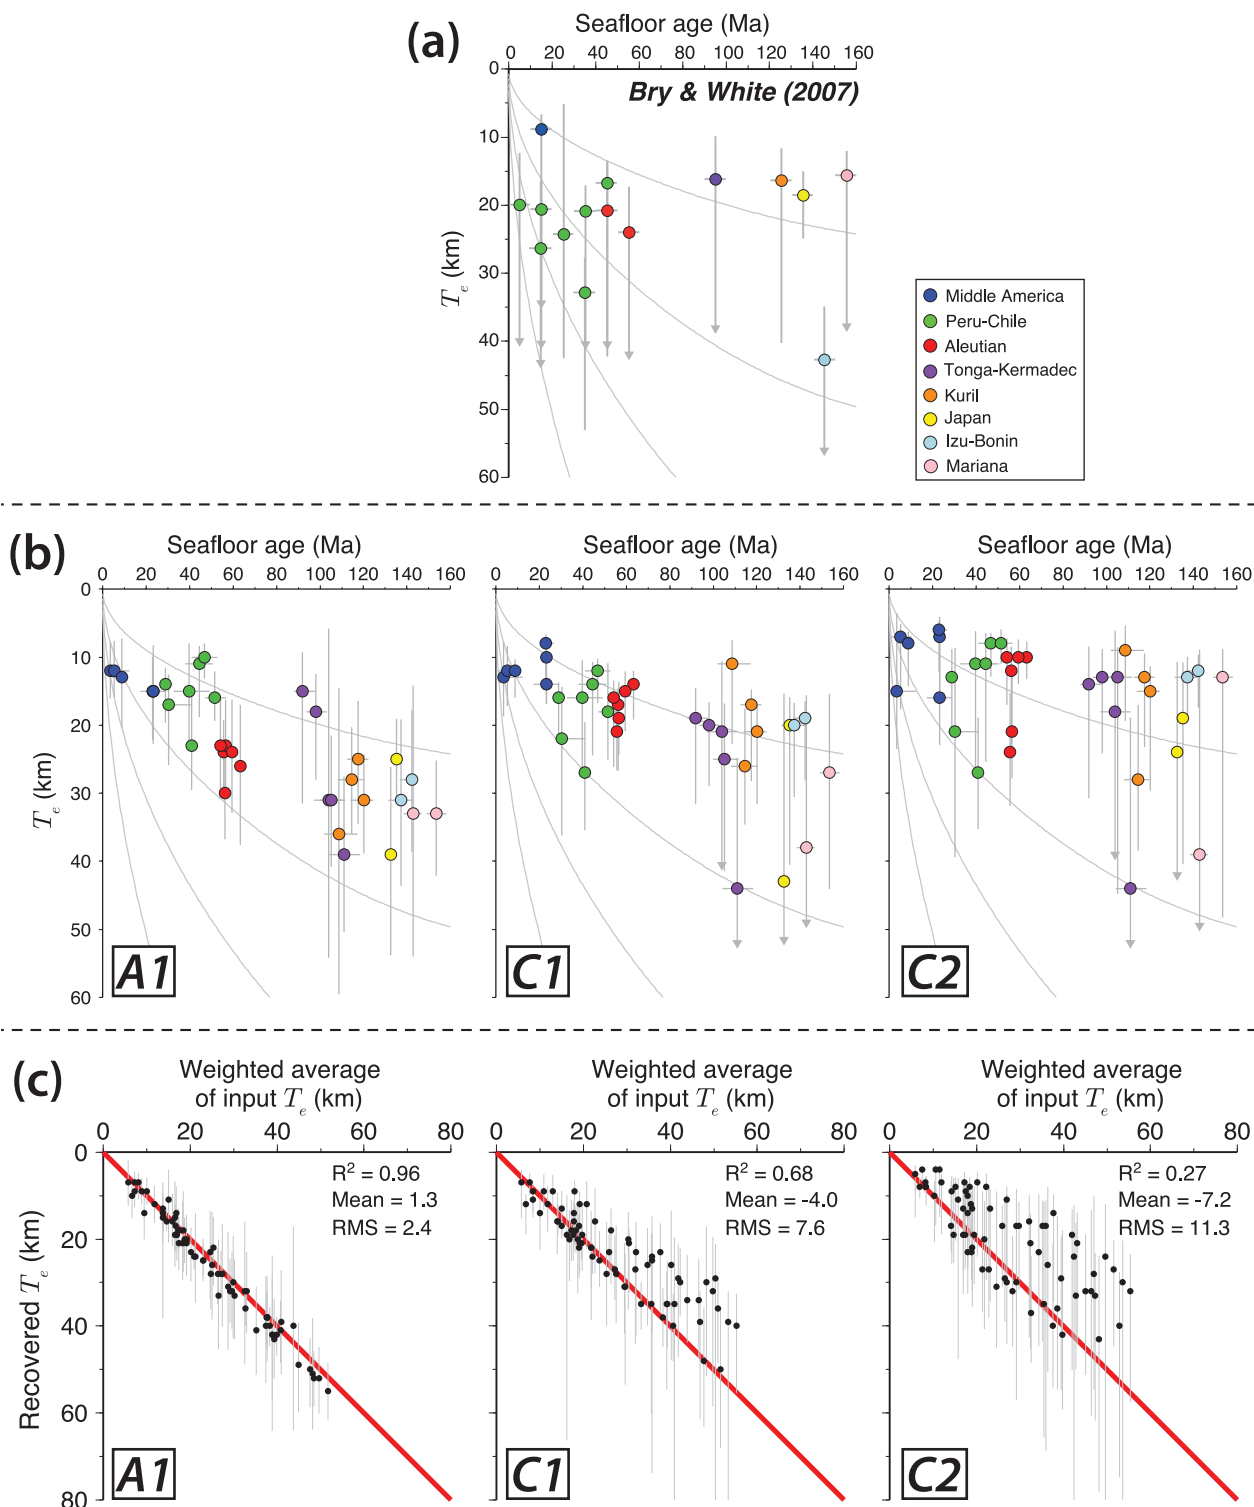 (a)
Seafloor age (Ma)
0 20 40 60 80 100 120 140 160
Bry & White (2007)
0
10
20
30
40
50
60
T_e (km)
Middle America
Peru-Chile
Aleutian
Tonga-Kermadec
Kuril
Japan
Izu-Bonin
Mariana
(b)
Seafloor age (Ma)
0 20 40 60 80 100 120 140 160
0
10
20
30
40
50
60
T_e (km)
A1
Seafloor age (Ma)
0 20 40 60 80 100 120 140 160
C1
Seafloor age (Ma)
0 20 40 60 80 100 120 140 160
C2
(c)
Weighted average
of input T_e (km)
0 20 40 60 80
0
20
40
60
80
Recovered T_e (km)
R² = 0.96
Mean = 1.3
RMS = 2.4
A1
Weighted average
of input T_e (km)
0 20 40 60 80
R² = 0.68
Mean = -4.0
RMS = 7.6
C1
Weighted average
of input T_e (km)
0 20 40 60 80
R² = 0.27
Mean = -7.2
RMS = 11.3
C2